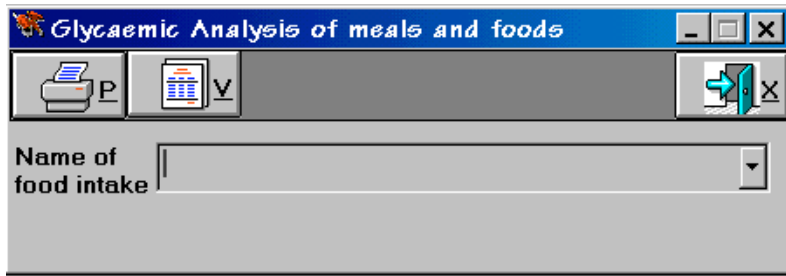 Glycaemic Analysis of meals and foods
P V X
Name of
food intake